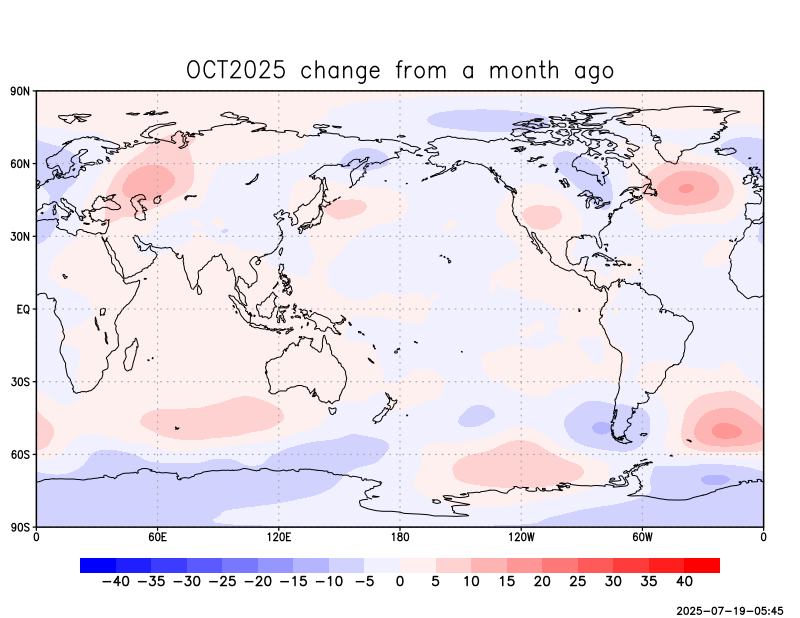 OCT2025 change from a month ago
90N
60N
30N
EQ
30S
60S
90S
0 60E 120E 180 120W 60W 0
−40 −35 −30 −25 −20 −15 −10 −5 0 5 10 15 20 25 30 35 40
2025-07-19-05:45